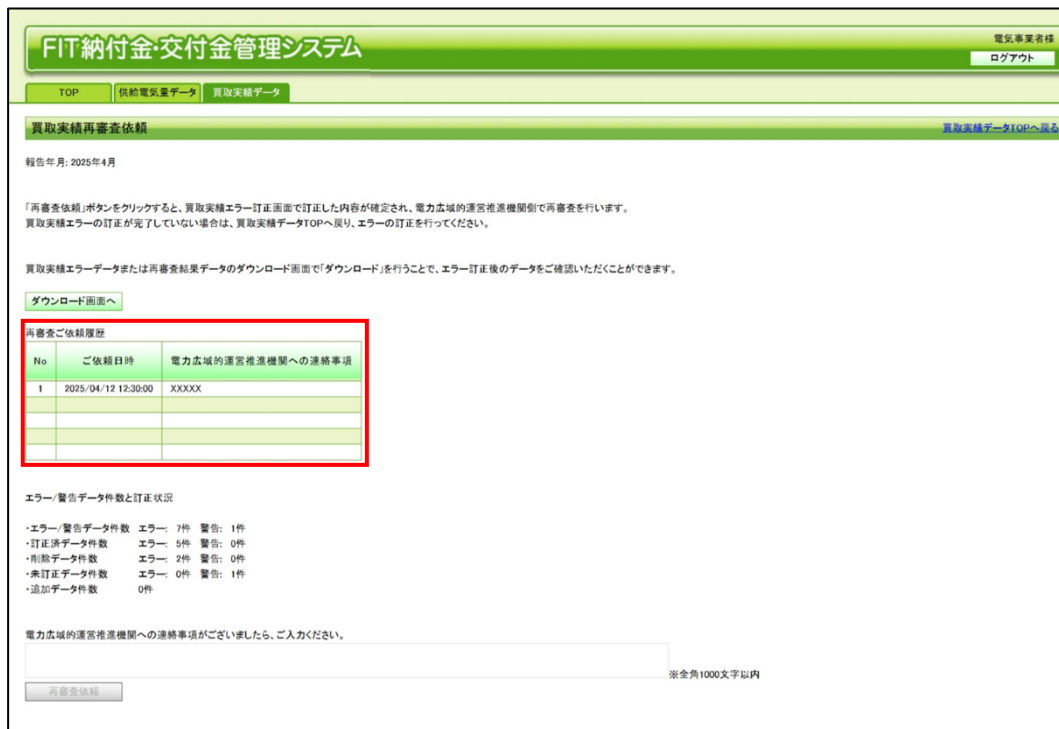 FIT納付金・交付金管理システム
電気事業者様
ログアウト
TOP 供給電気量データ 買取実績データ
買取実績再審査依頼 買取実績データTOPへ戻る
報告年月: 2025年4月
「再審査依頼」ボタンをクリックすると、買取実績エラー訂正画面で訂正した内容が確定され、電力広域的運営推進機関側で再審査を行います。
買取実績エラーの訂正が完了していない場合は、買取実績データTOPへ戻り、エラーの訂正を行ってください。
買取実績エラーデータまたは再審査結果データのダウンロード画面で「ダウンロード」を行うことで、エラー訂正後のデータをご確認いただくことができます。
ダウンロード画面へ
再審査ご依頼履歴
No ご依頼日時 電力広域的運営推進機関への連絡事項
1 2025/04/12 12:30:00 XXXXX
エラー/警告データ件数と訂正状況
・エラー/警告データ件数 エラー: 7件 警告: 1件
・訂正済データ件数 エラー: 5件 警告: 0件
・削除データ件数 エラー: 2件 警告: 0件
・未訂正データ件数 エラー: 0件 警告: 1件
・追加データ件数 0件
電力広域的運営推進機関への連絡事項がございましたら、ご入力ください。
※全角1000文字以内
再審査依頼